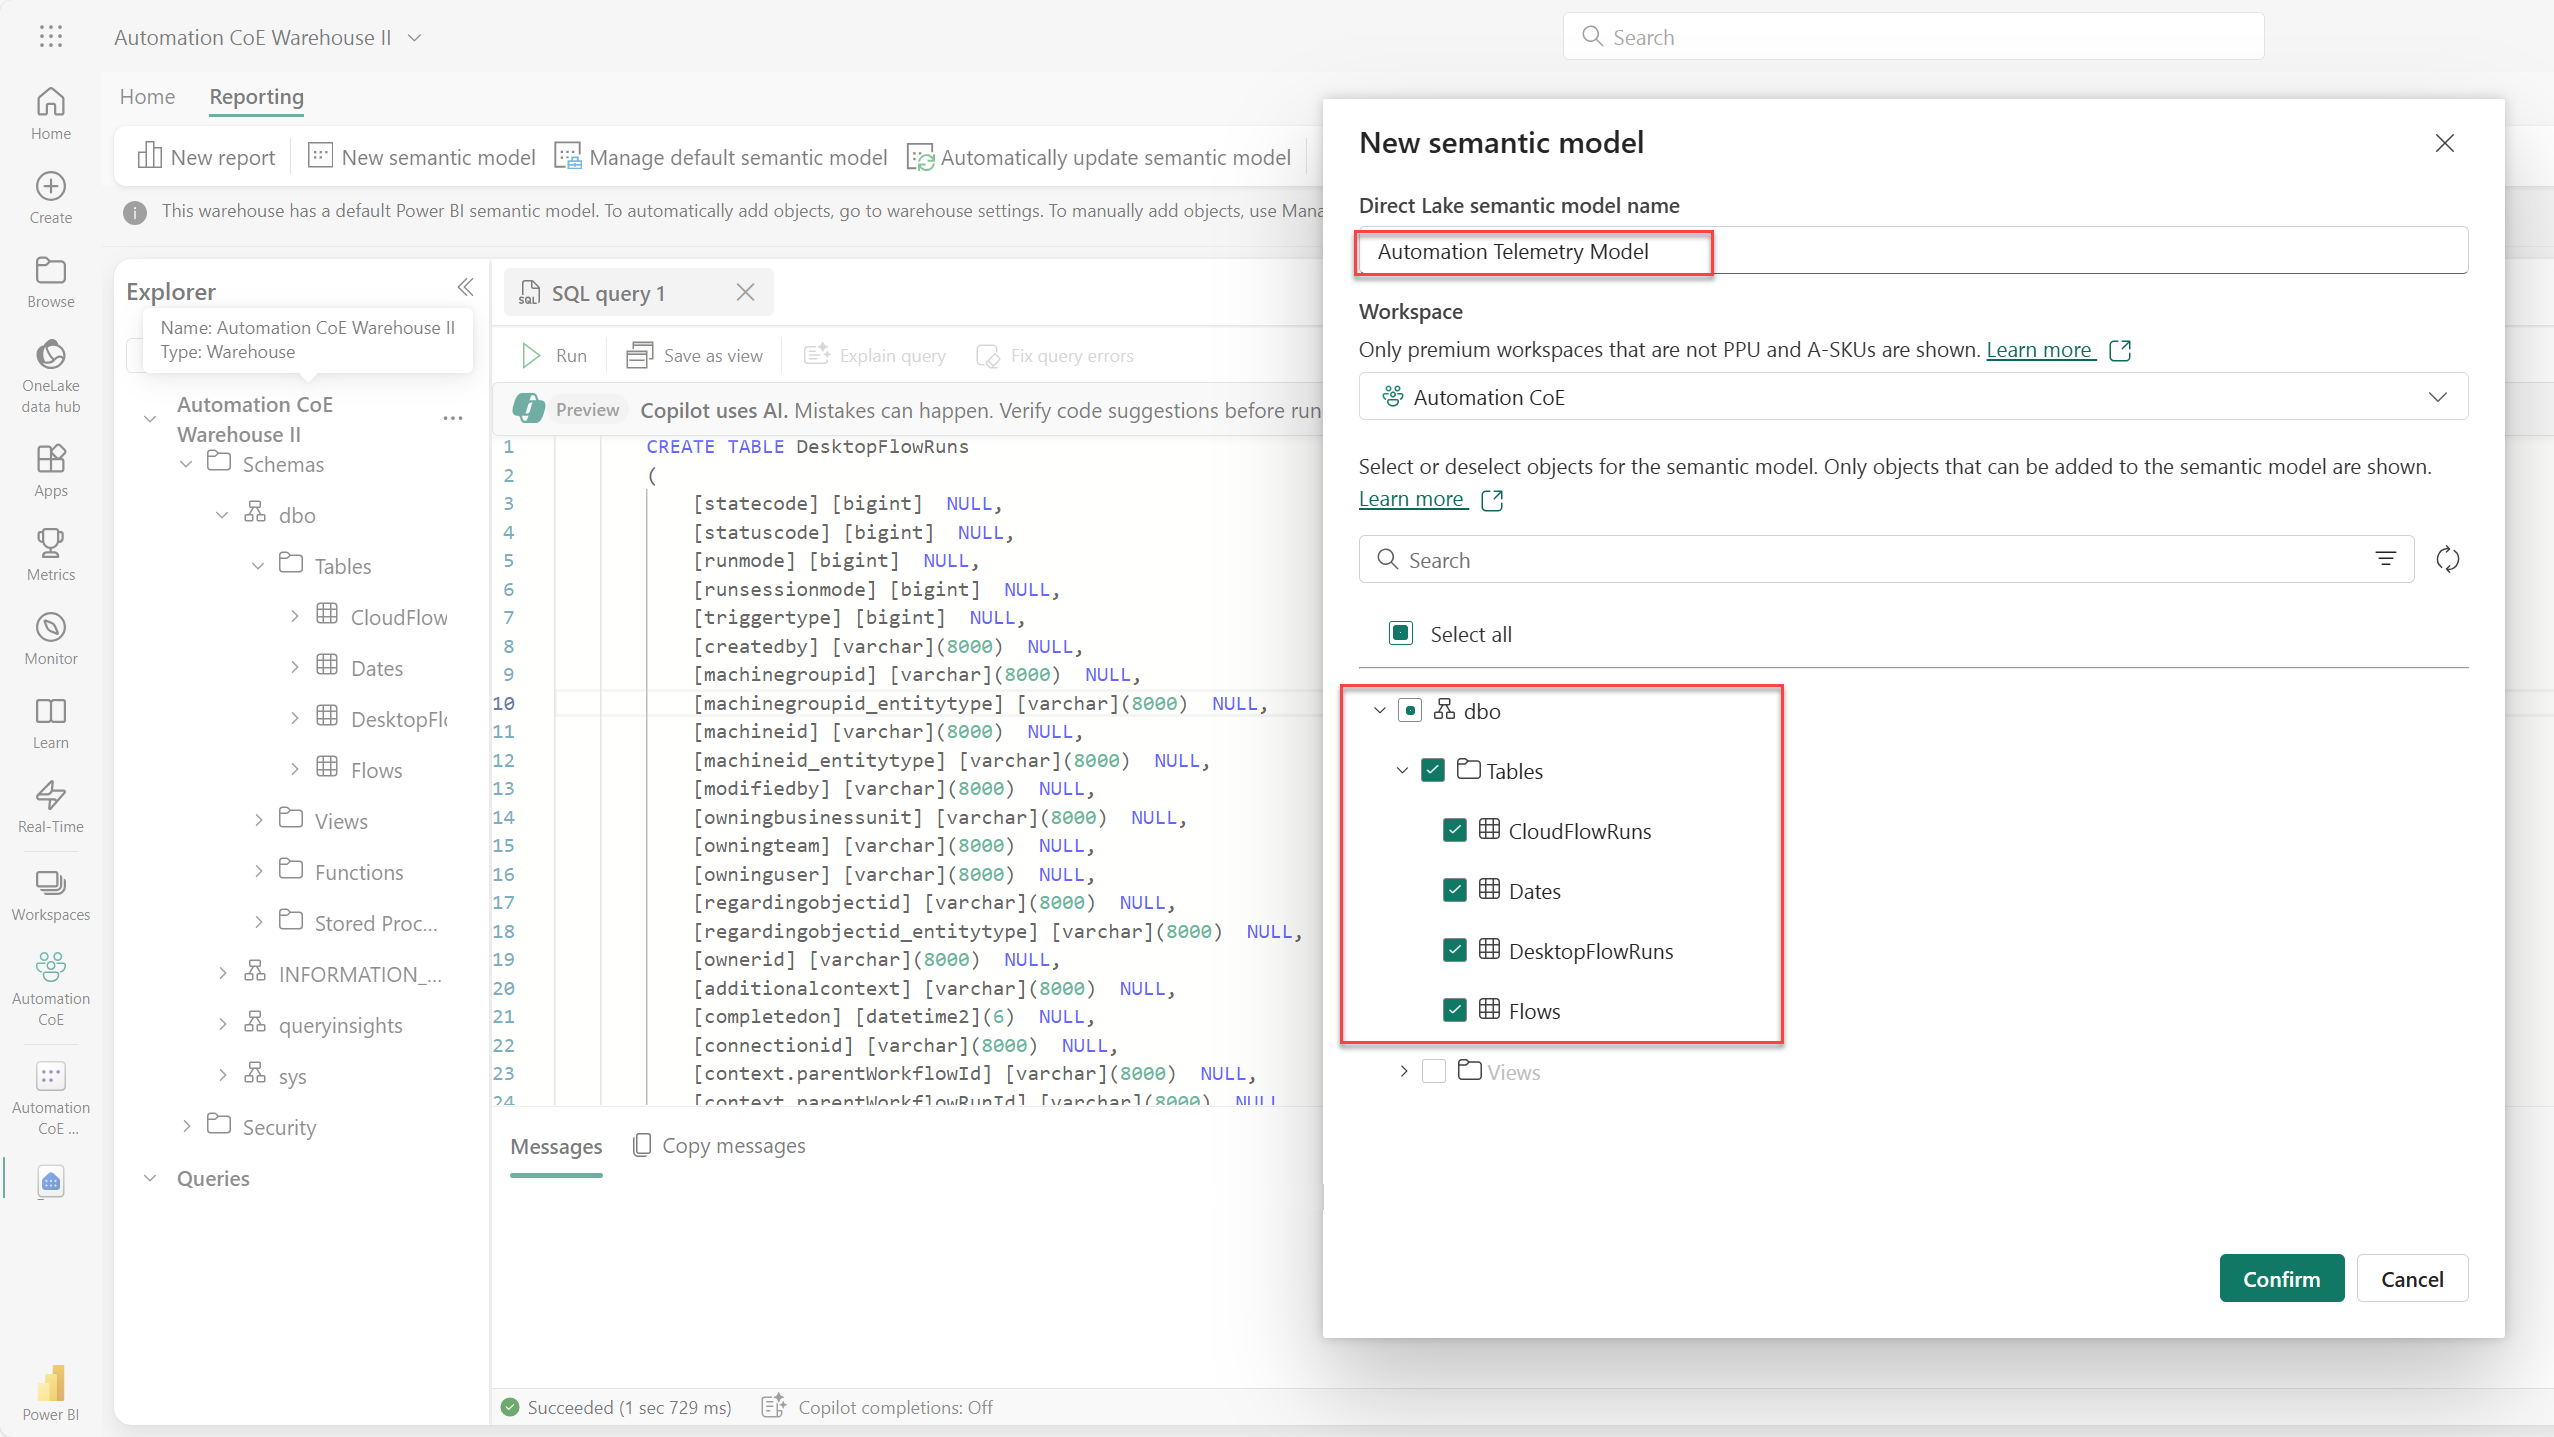 Automation CoE Warehouse II
Search
Home
Create
Browse
OneLake
data hub
Apps
Metrics
Monitor
Learn
Real-Time
Workspaces
Automation
CoE
Automation
CoE ...
Power BI
Home
Reporting
New report
New semantic model
Manage default semantic model
Automatically update semantic model
This warehouse has a default Power BI semantic model. To automatically add objects, go to warehouse settings. To manually add objects, use Mana
Explorer
Name: Automation CoE Warehouse II
Type: Warehouse
Automation CoE
Warehouse II
...
Schemas
dbo
Tables
CloudFlow
Dates
DesktopFl
Flows
Views
Functions
Stored Proc...
INFORMATION_...
queryinsights
sys
Security
Queries
SQL query 1
Run
Save as view
Explain query
Fix query errors
Preview
Copilot uses AI. Mistakes can happen. Verify code suggestions before run
1 CREATE TABLE DesktopFlowRuns
2 (
3 [statecode] [bigint] NULL,
4 [statuscode] [bigint] NULL,
5 [runmode] [bigint] NULL,
6 [runsessionmode] [bigint] NULL,
7 [triggertype] [bigint] NULL,
8 [createdby] [varchar](8000) NULL,
9 [machinegroupid] [varchar](8000) NULL,
10 [machinegroupid_entitytype] [varchar](8000) NULL,
11 [machineid] [varchar](8000) NULL,
12 [machineid_entitytype] [varchar](8000) NULL,
13 [modifiedby] [varchar](8000) NULL,
14 [owningbusinessunit] [varchar](8000) NULL,
15 [owningteam] [varchar](8000) NULL,
16 [owninguser] [varchar](8000) NULL,
17 [regardingobjectid] [varchar](8000) NULL,
18 [regardingobjectid_entitytype] [varchar](8000) NULL,
19 [ownerid] [varchar](8000) NULL,
20 [additionalcontext] [varchar](8000) NULL,
21 [completedon] [datetime2](6) NULL,
22 [connectionid] [varchar](8000) NULL,
23 [context.parentWorkflowId] [varchar](8000) NULL,
24 [context.parentWorkflowRunId] [varchar](8000) NULL
Messages
Copy messages
Succeeded (1 sec 729 ms)
Copilot completions: Off
New semantic model
Direct Lake semantic model name
Automation Telemetry Model
Workspace
Only premium workspaces that are not PPU and A-SKUs are shown. Learn more
Automation CoE
Select or deselect objects for the semantic model. Only objects that can be added to the semantic model are shown.
Learn more
Search
Select all
dbo
Tables
CloudFlowRuns
Dates
DesktopFlowRuns
Flows
Views
Confirm
Cancel